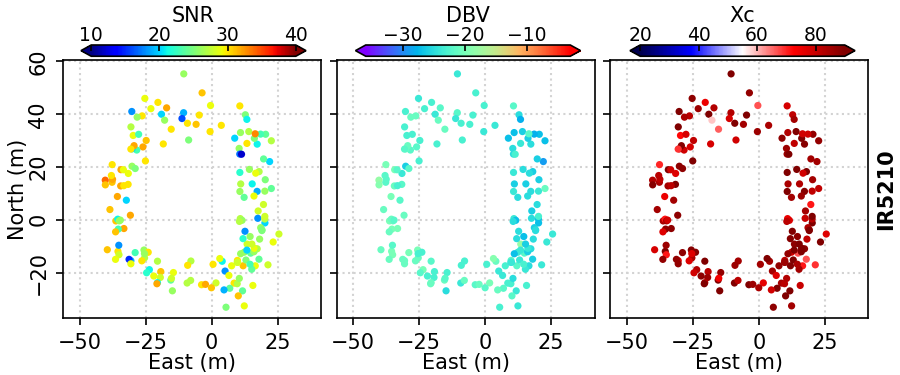 SNR DBV Xc
10 20 30 40 −30 −20 −10 20 40 60 80
60
40
20
0
−20
North (m)
IR5210
−50 −25 0 25 −50 −25 0 25 −50 −25 0 25
East (m) East (m) East (m)